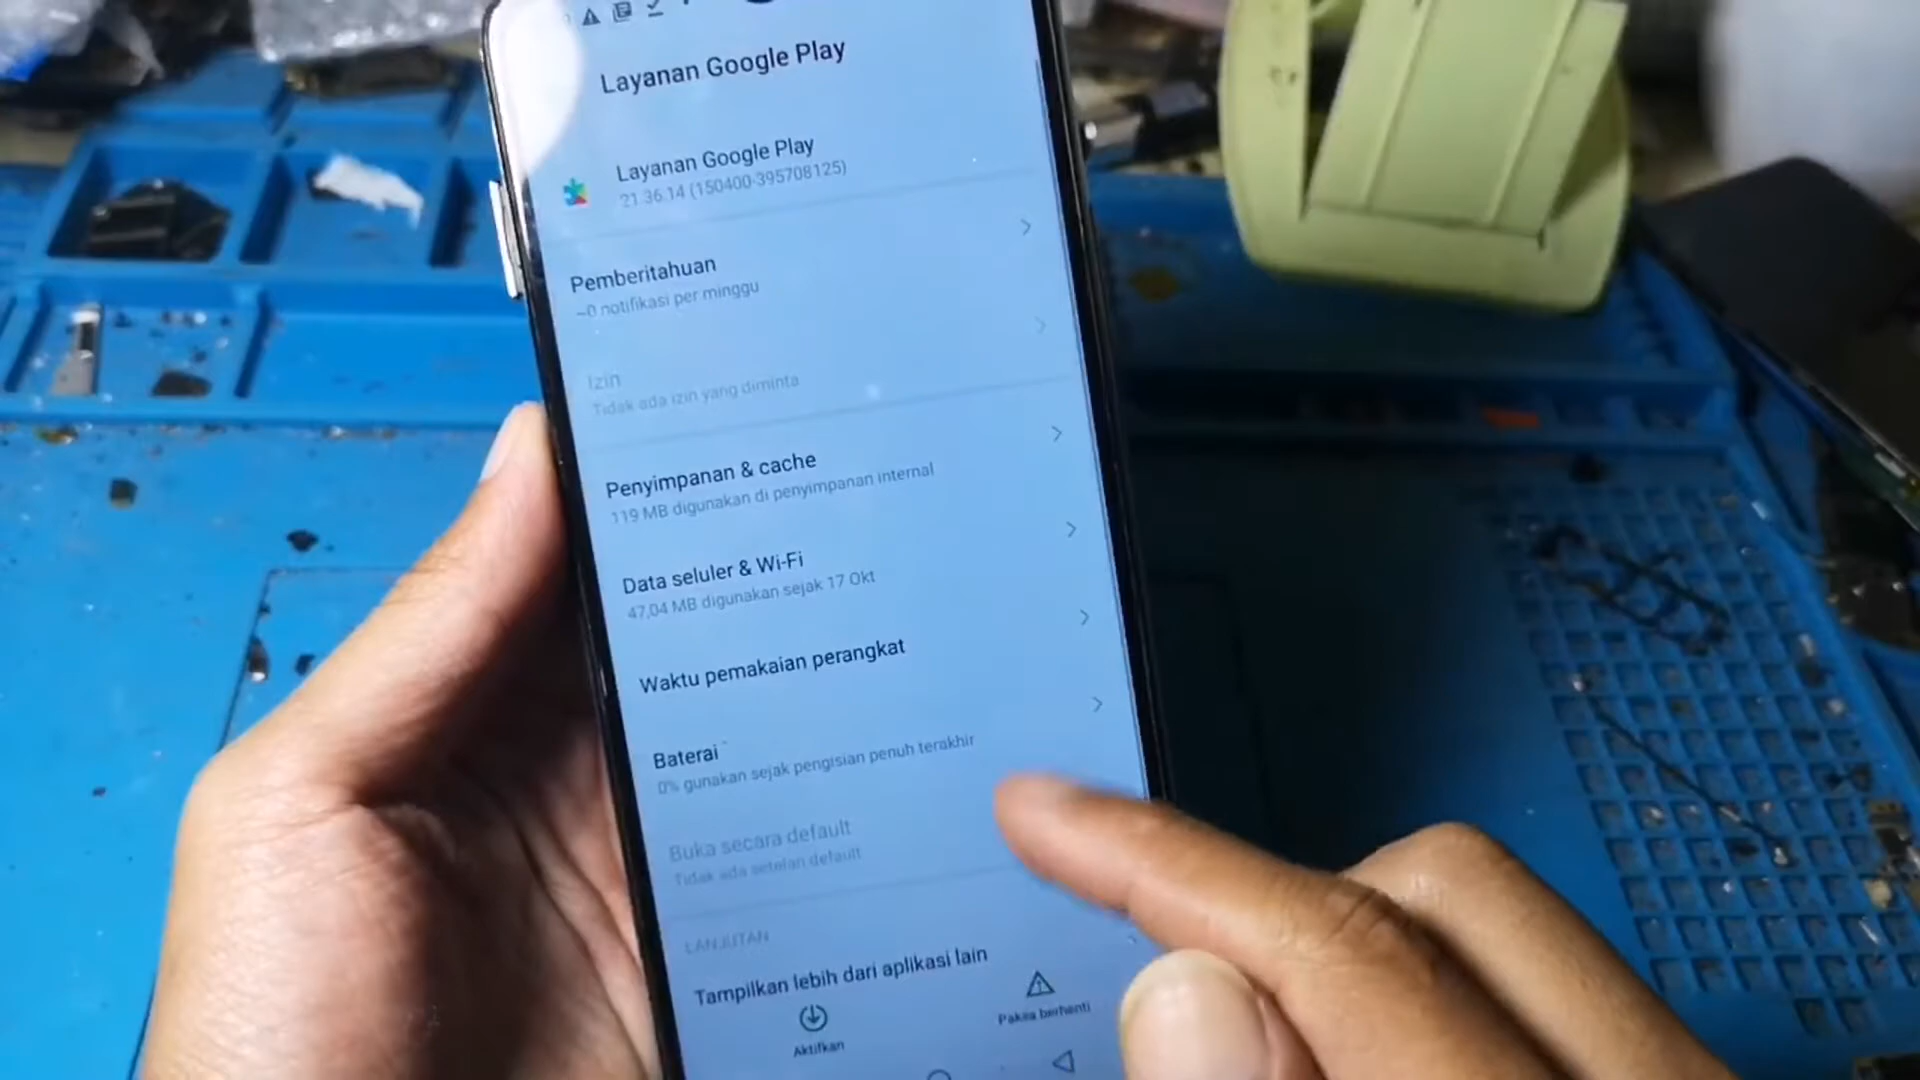 Layanan Google Play
Layanan Google Play
21.36.14 (150400-395708125)
Pemberitahuan
~0 notifikasi per minggu
Izin
Tidak ada izin yang diminta
Penyimpanan & cache
119 MB digunakan di penyimpanan internal
Data seluler & Wi-Fi
47,04 MB digunakan sejak 17 Okt
Waktu pemakaian perangkat
Baterai
0% gunakan sejak pengisian penuh terakhir
Buka secara default
Tidak ada setelan default
LANJUTAN
Tampilkan lebih dari aplikasi lain
Aktifkan
Paksa berhenti